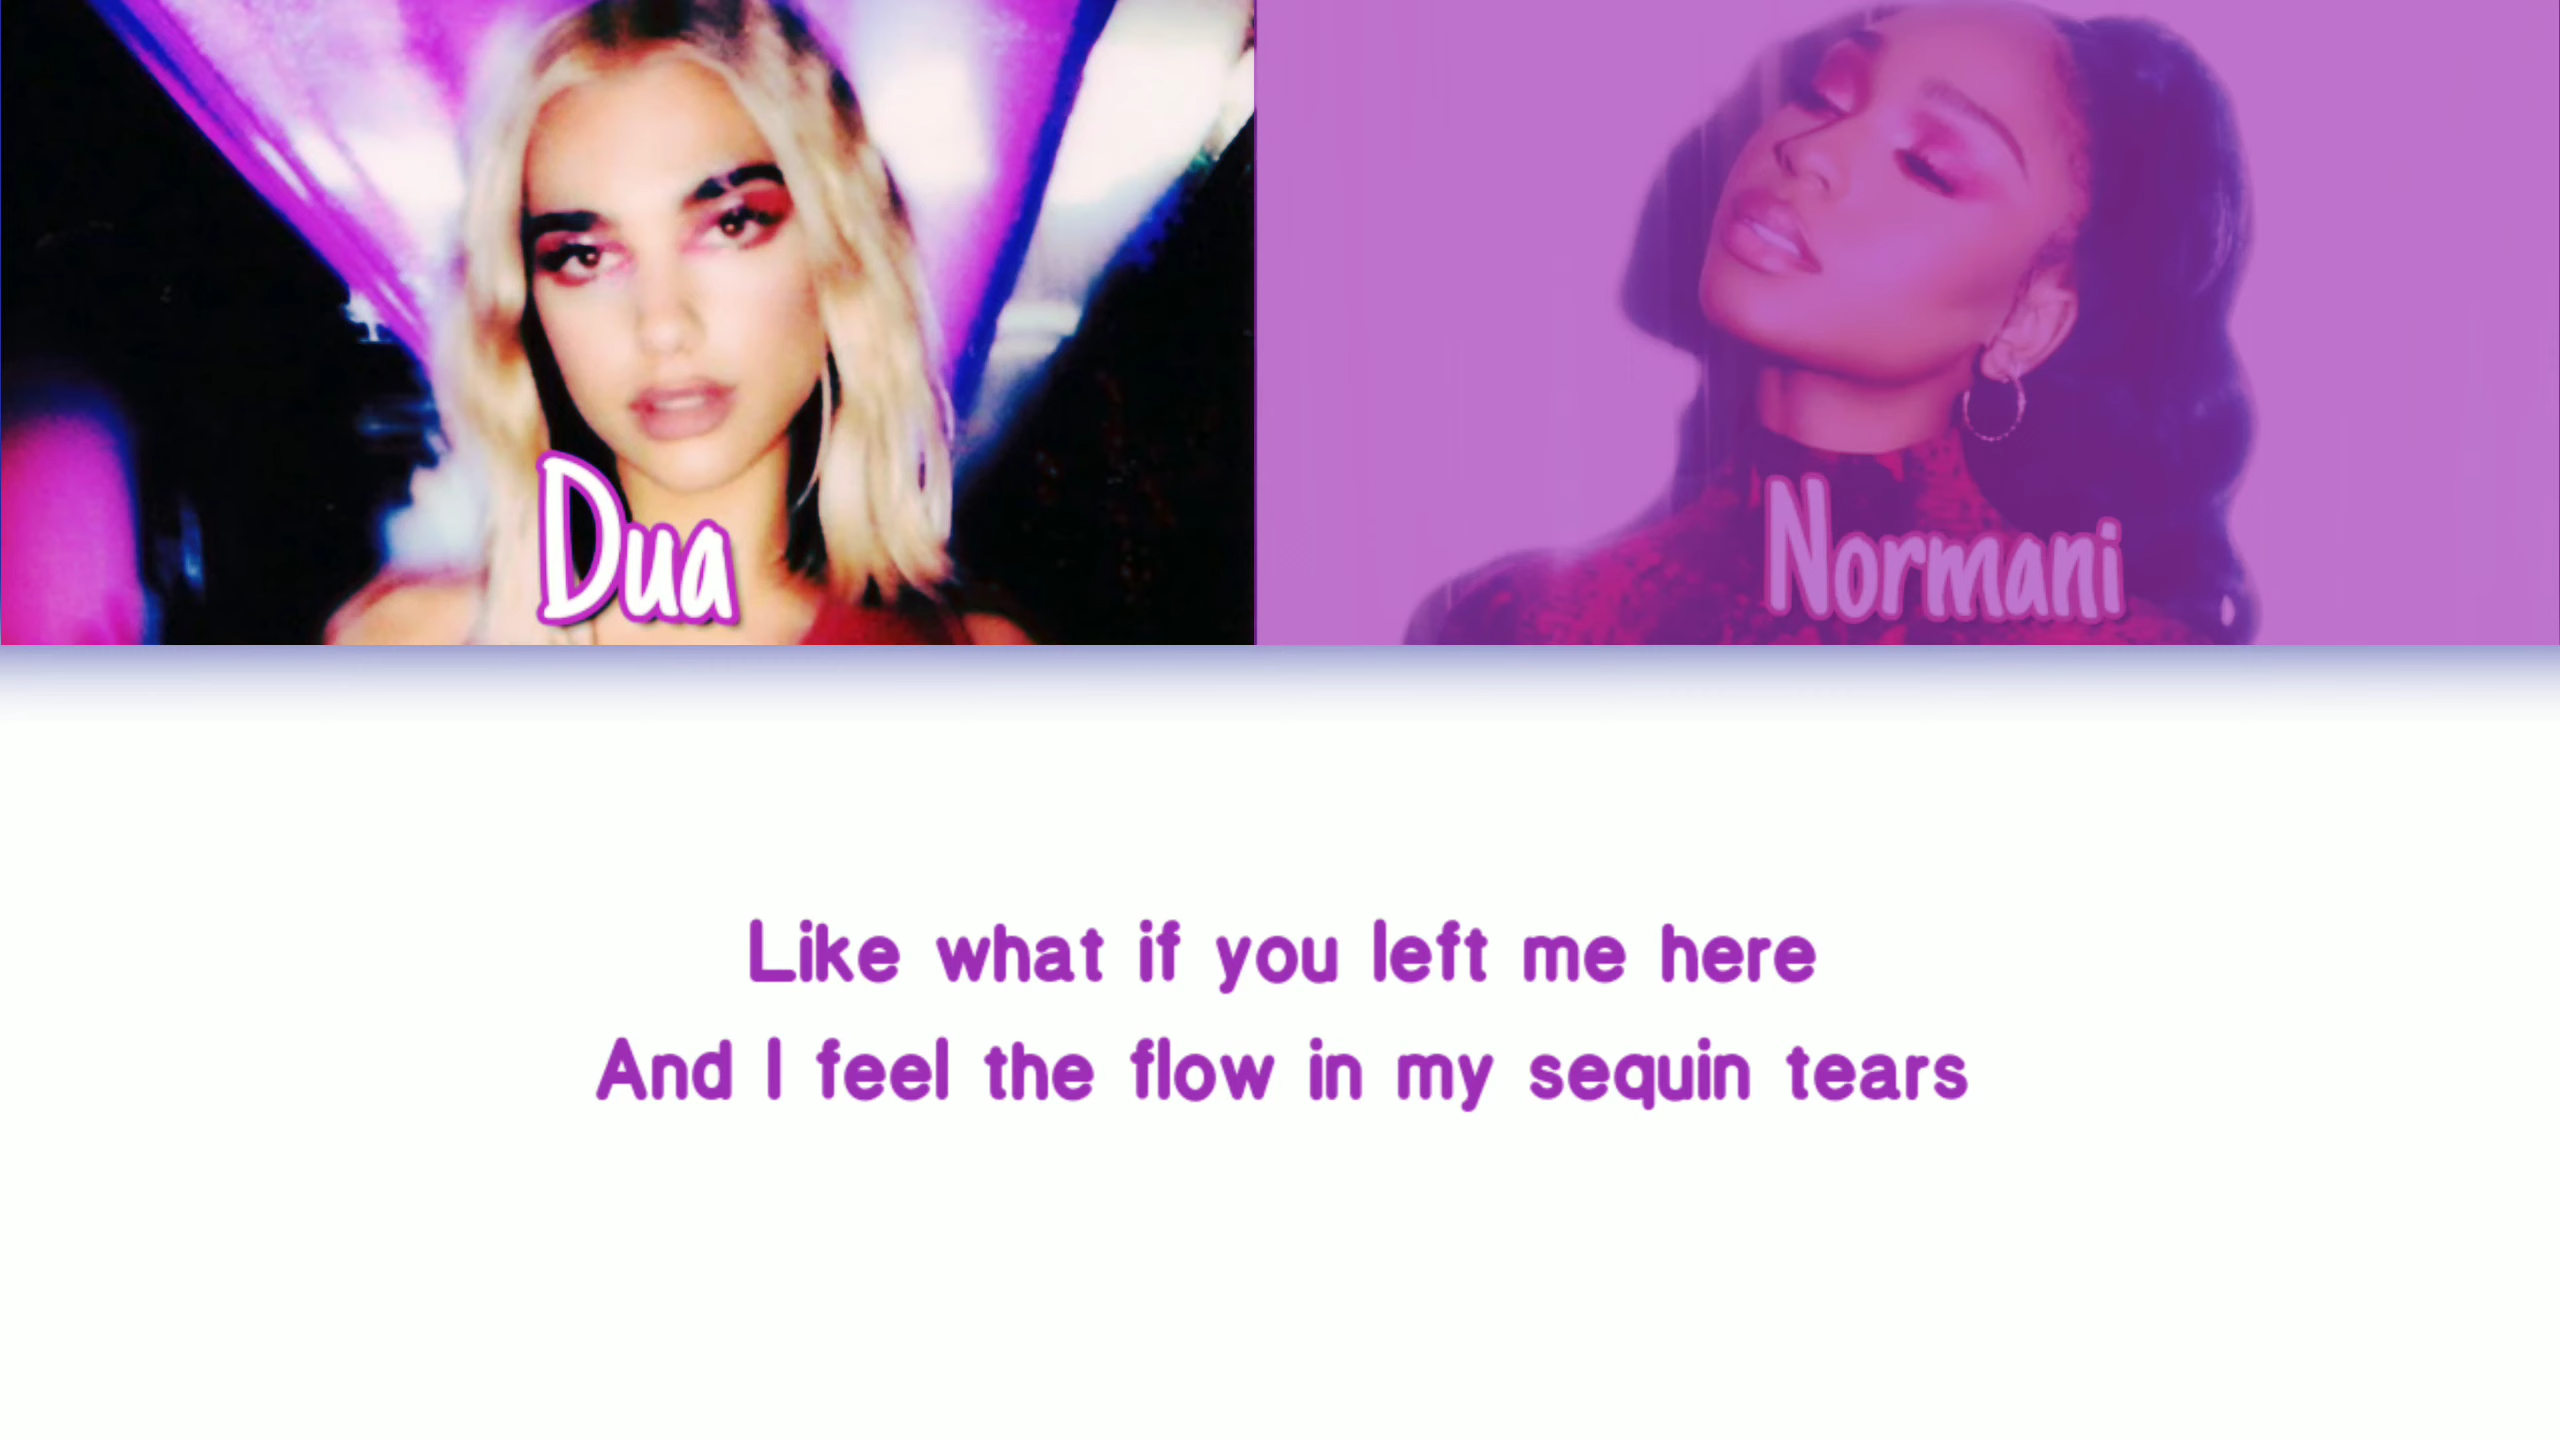 Dua
Normani
Like what if you left me here
And I feel the flow in my sequin tears